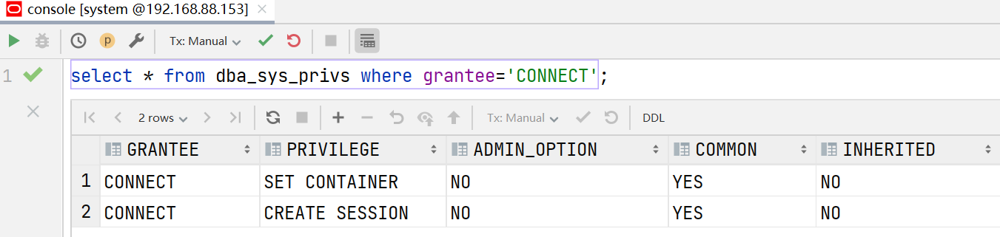 console [system @192.168.88.153]
p Tx: Manual
1 select * from dba_sys_privs where grantee='CONNECT';
2 rows Tx: Manual DDL
GRANTEE PRIVILEGE ADMIN_OPTION COMMON INHERITED
1 CONNECT SET CONTAINER NO YES NO
2 CONNECT CREATE SESSION NO YES NO